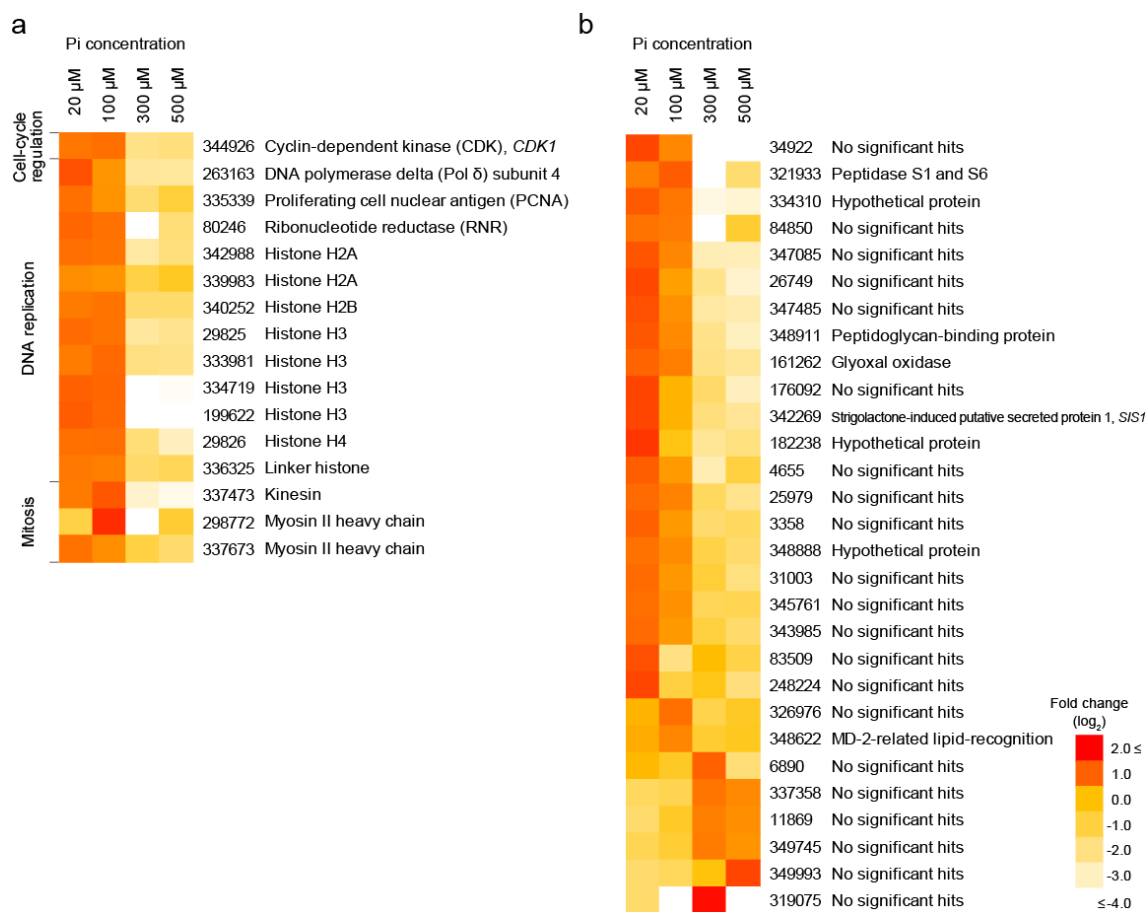 a
Pi concentration
20 µM
100 µM
300 µM
500 µM
Cell-cycle
regulation
344926 Cyclin-dependent kinase (CDK), CDK1
DNA replication
263163 DNA polymerase delta (Pol δ) subunit 4
335339 Proliferating cell nuclear antigen (PCNA)
80246 Ribonucleotide reductase (RNR)
342988 Histone H2A
339983 Histone H2A
340252 Histone H2B
29825 Histone H3
333981 Histone H3
334719 Histone H3
199622 Histone H3
29826 Histone H4
336325 Linker histone
Mitosis
337473 Kinesin
298772 Myosin II heavy chain
337673 Myosin II heavy chain
b
Pi concentration
20 µM
100 µM
300 µM
500 µM
34922 No significant hits
321933 Peptidase S1 and S6
334310 Hypothetical protein
84850 No significant hits
347085 No significant hits
26749 No significant hits
347485 No significant hits
348911 Peptidoglycan-binding protein
161262 Glyoxal oxidase
176092 No significant hits
342269 Strigolactone-induced putative secreted protein 1, SIS1
182238 Hypothetical protein
4655 No significant hits
25979 No significant hits
3358 No significant hits
348888 Hypothetical protein
31003 No significant hits
345761 No significant hits
343985 No significant hits
83509 No significant hits
248224 No significant hits
326976 No significant hits
348622 MD-2-related lipid-recognition
6890 No significant hits
337358 No significant hits
11869 No significant hits
349745 No significant hits
349993 No significant hits
319075 No significant hits
Fold change
(log2)
2.0 ≤
1.0
0.0
-1.0
-2.0
-3.0
≤-4.0